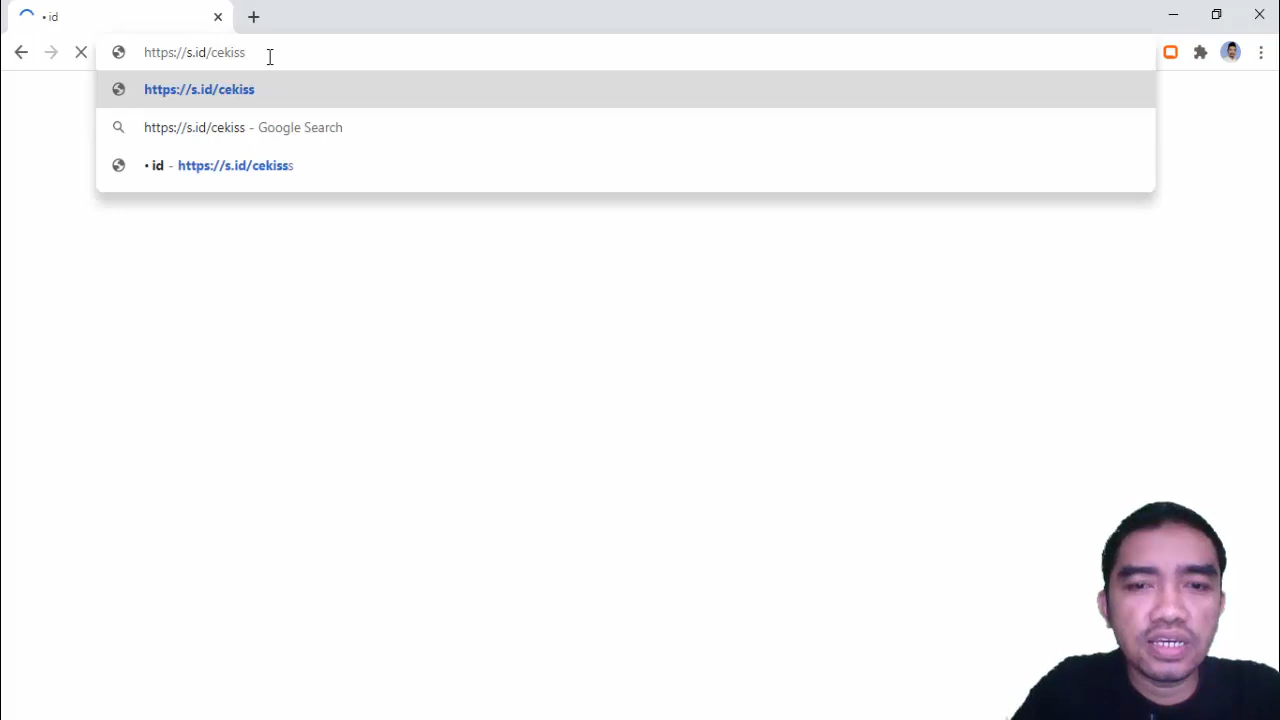 • id
https://s.id/cekiss
https://s.id/cekiss
https://s.id/cekiss - Google Search
• id - https://s.id/cekisss